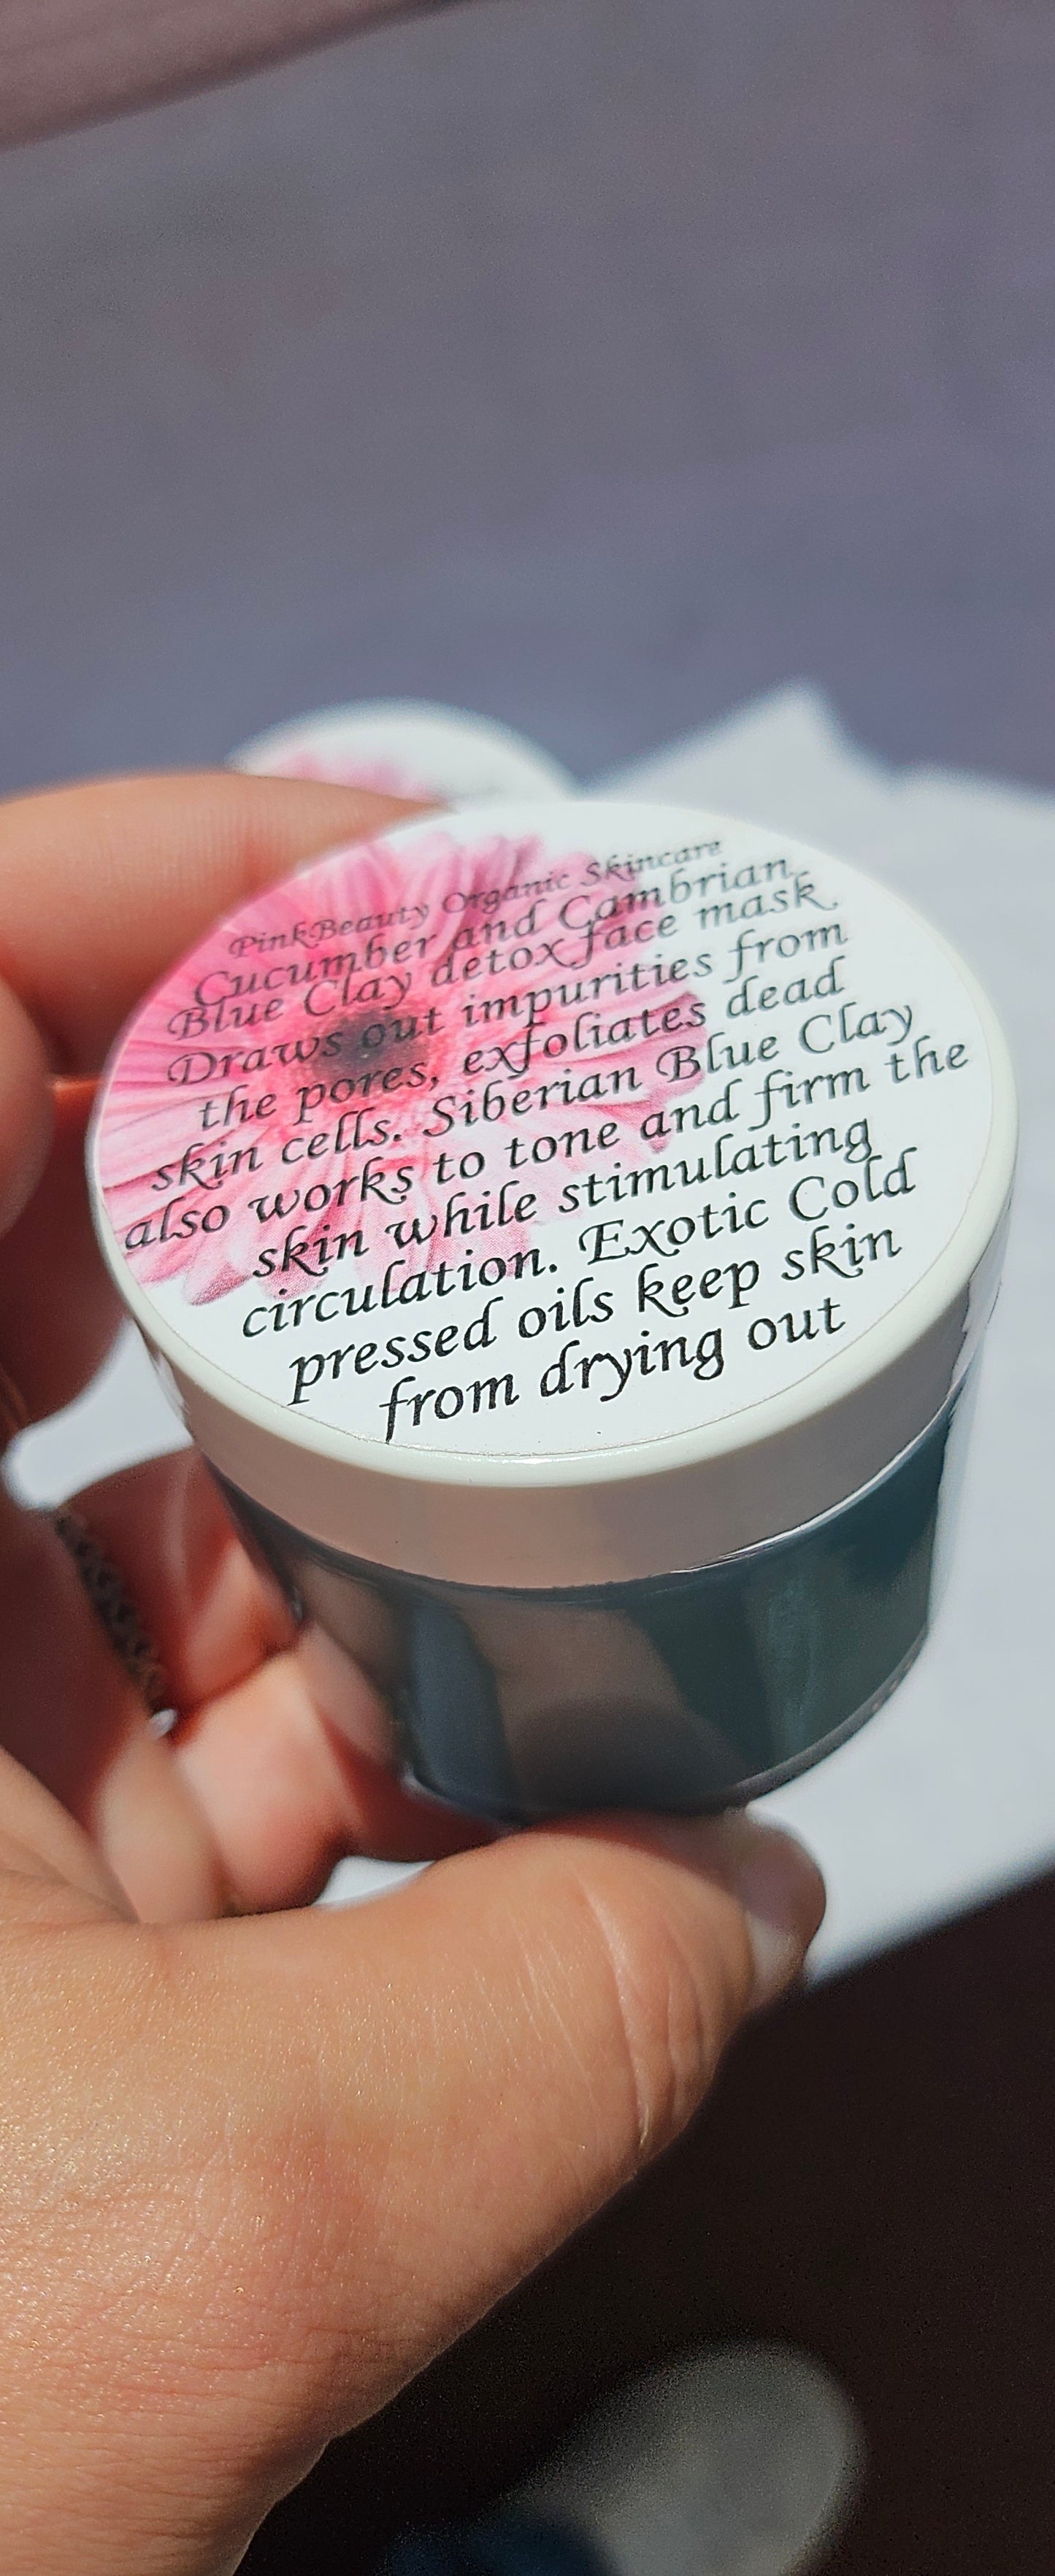 PinkBeauty Organic Skincare
Cucumber and Cambrian
Blue Clay detox face mask.
Draws out impurities from
the pores, exfoliates dead
skin cells. Siberian Blue Clay
also works to tone and firm the
skin while stimulating
circulation. Exotic Cold
pressed oils keep skin
from drying out